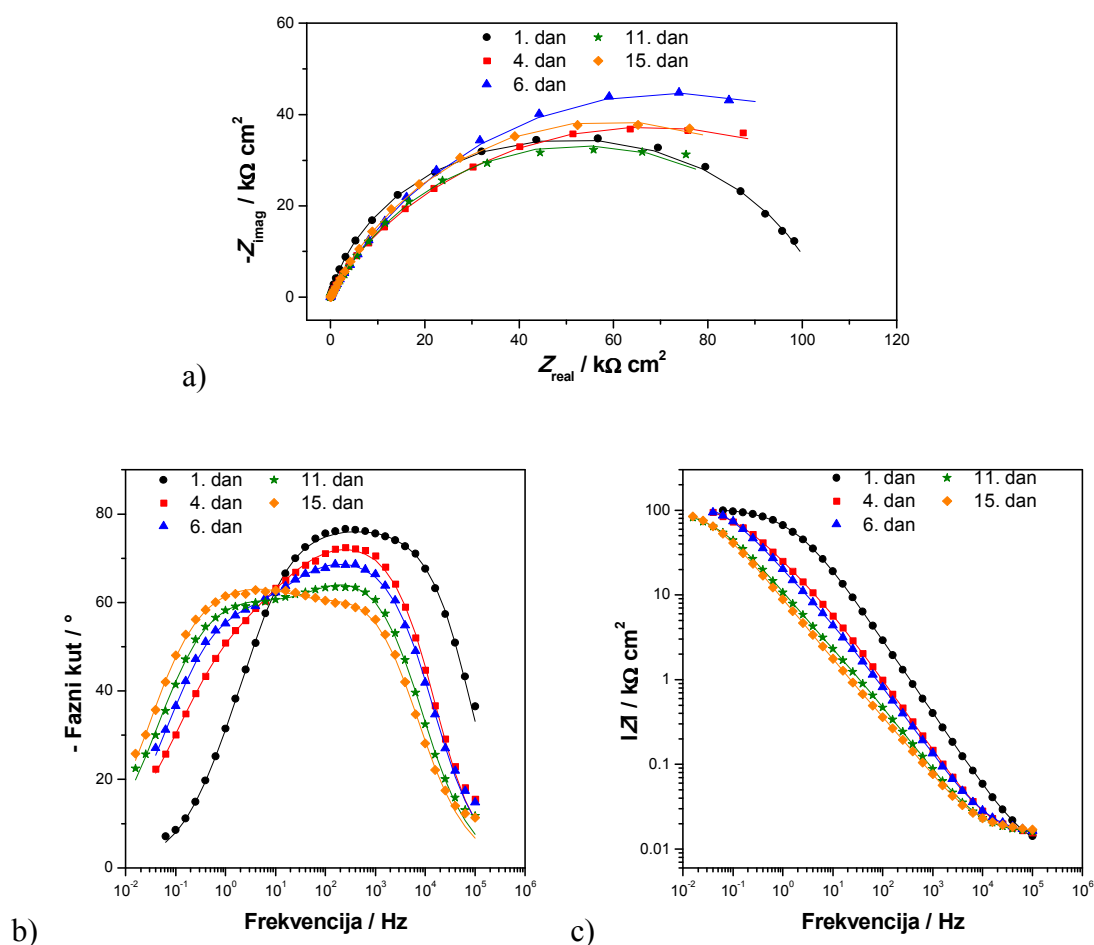 60
40
20
0
-Z_imag / kΩ cm²
1. dan
4. dan
6. dan
11. dan
15. dan
0 20 40 60 80 100 120
Z_real / kΩ cm²
a)
80
60
40
20
0
- Fazni kut / °
1. dan
4. dan
6. dan
11. dan
15. dan
10⁻² 10⁻¹ 10⁰ 10¹ 10² 10³ 10⁴ 10⁵ 10⁶
Frekvencija / Hz
b)
100
10
1
0.1
0.01
|Z| / kΩ cm²
1. dan
4. dan
6. dan
11. dan
15. dan
10⁻² 10⁻¹ 10⁰ 10¹ 10² 10³ 10⁴ 10⁵ 10⁶
Frekvencija / Hz
c)